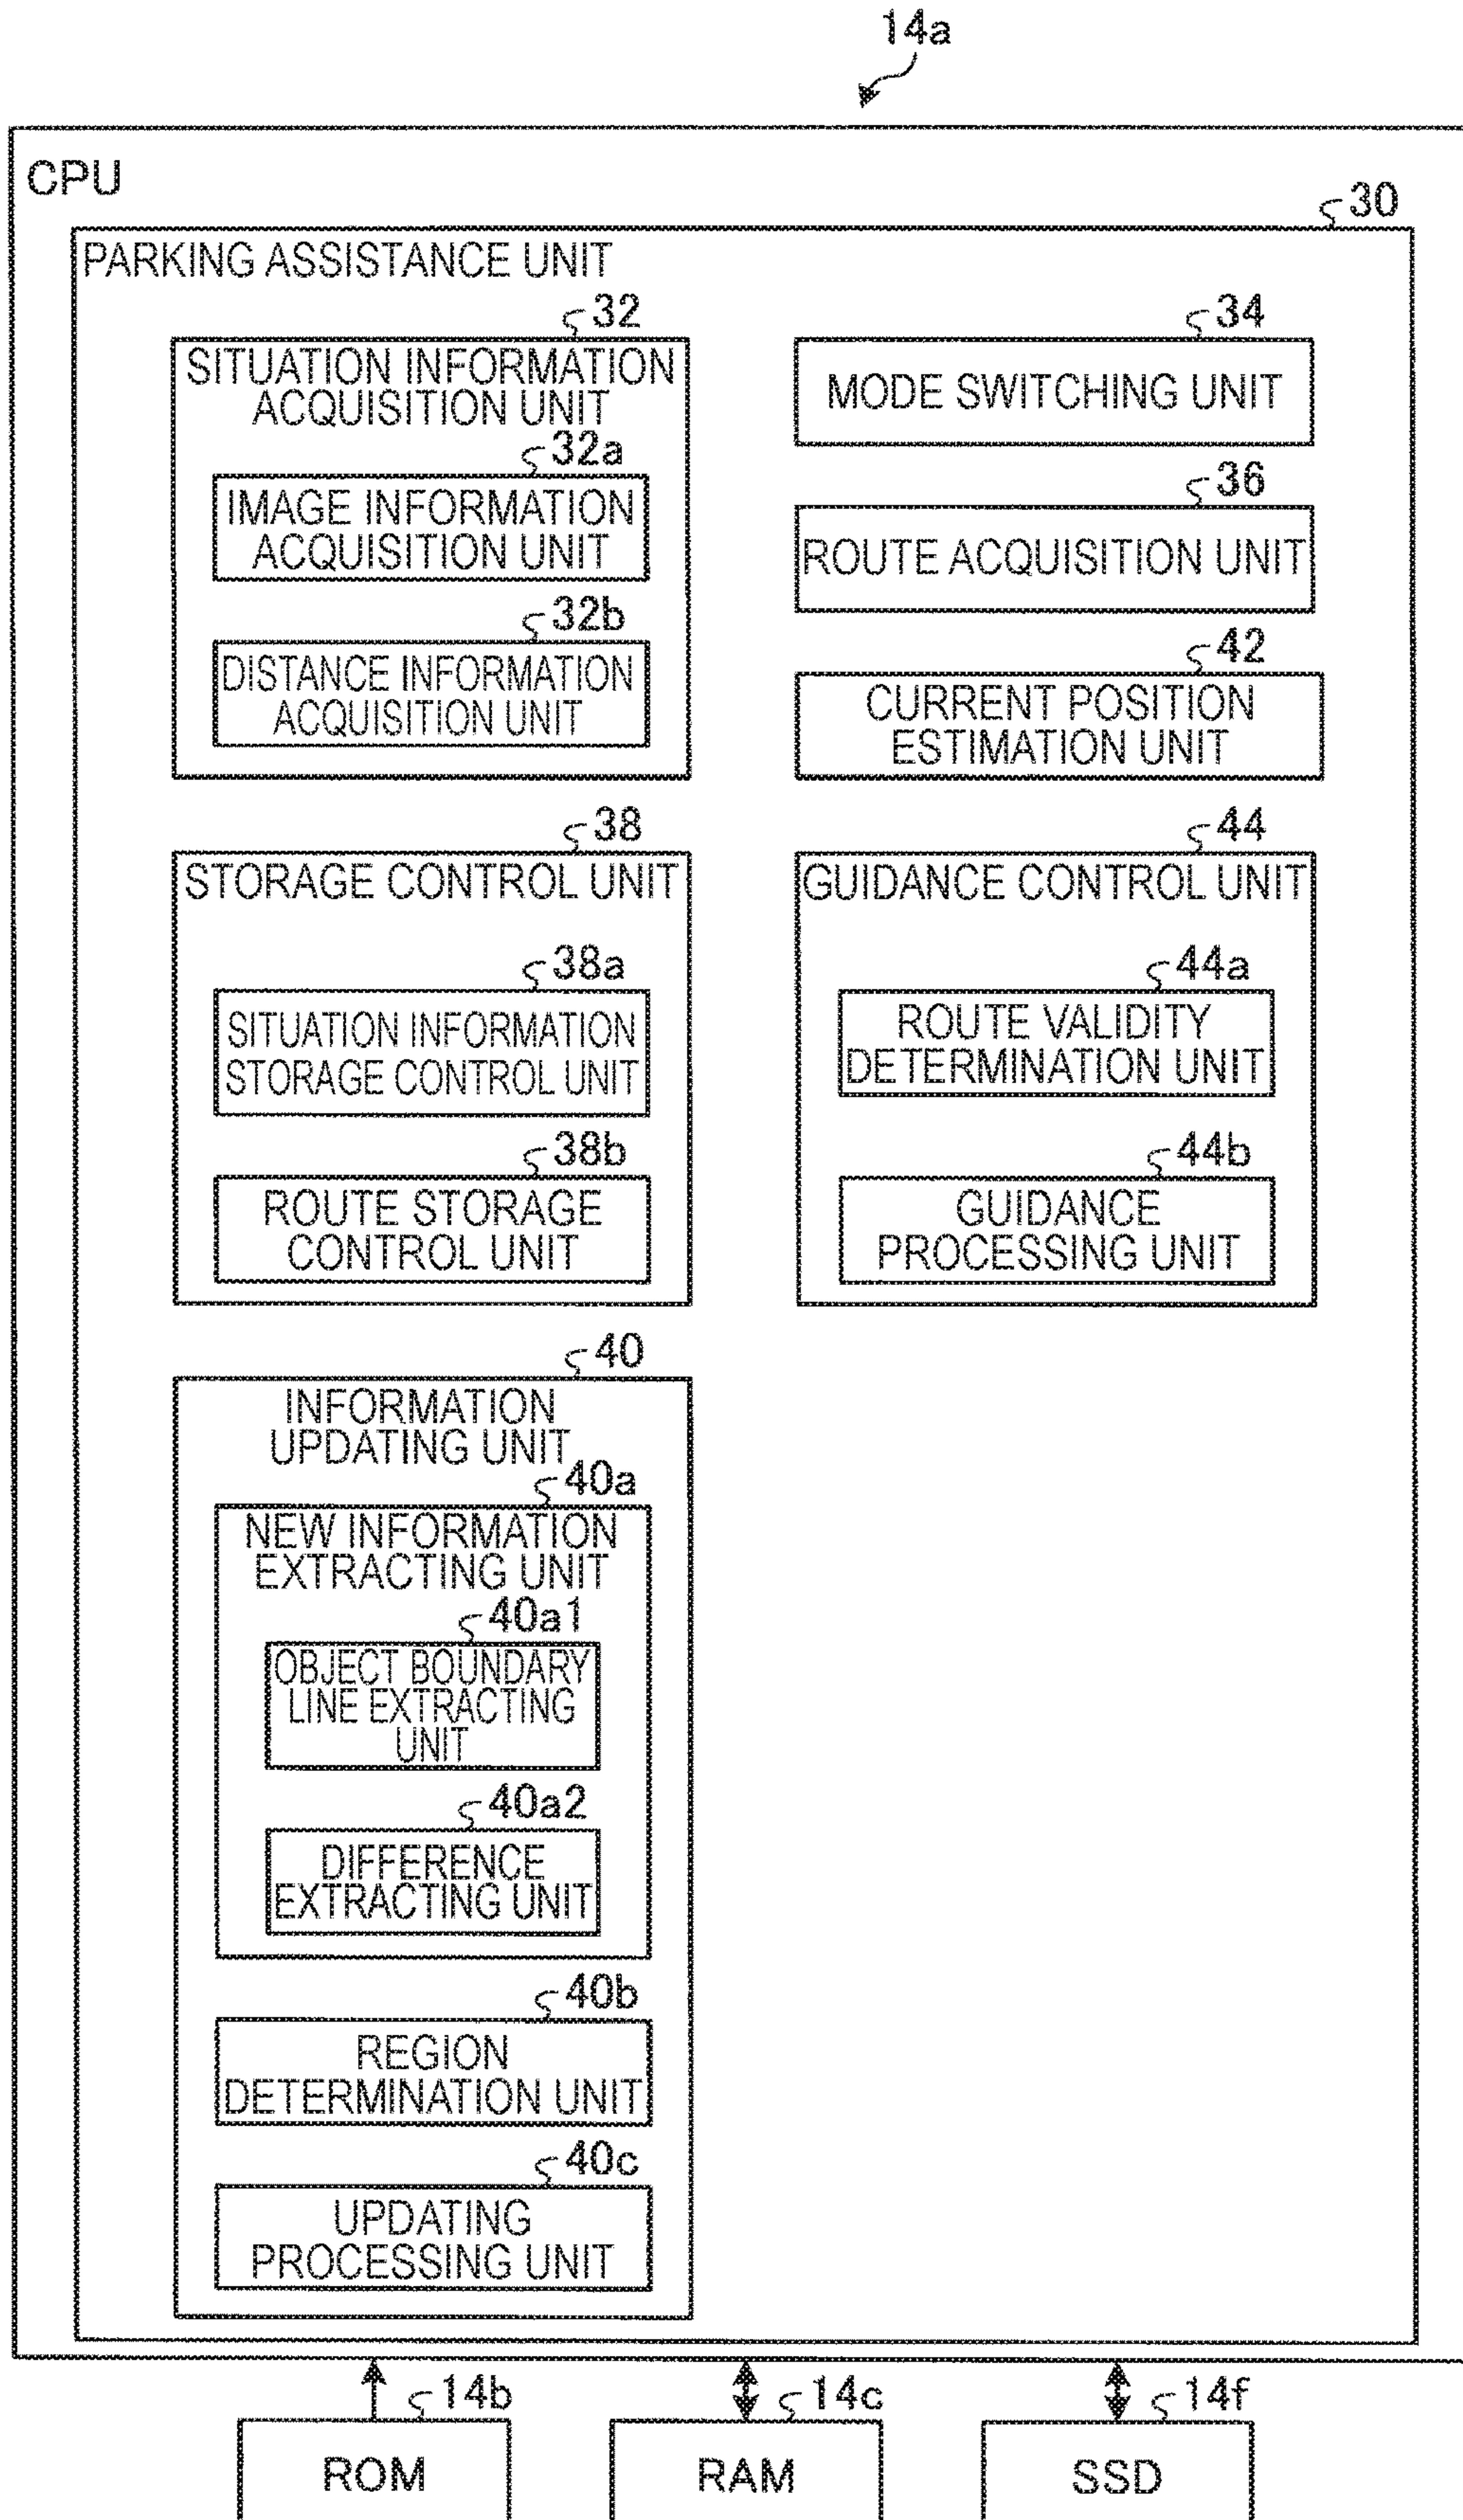 14a
CPU
30
PARKING ASSISTANCE UNIT
32
SITUATION INFORMATION
ACQUISITION UNIT
32a
IMAGE INFORMATION
ACQUISITION UNIT
32b
DISTANCE INFORMATION
ACQUISITION UNIT
34
MODE SWITCHING UNIT
36
ROUTE ACQUISITION UNIT
42
CURRENT POSITION
ESTIMATION UNIT
38
STORAGE CONTROL UNIT
38a
SITUATION INFORMATION
STORAGE CONTROL UNIT
38b
ROUTE STORAGE
CONTROL UNIT
44
GUIDANCE CONTROL UNIT
44a
ROUTE VALIDITY
DETERMINATION UNIT
44b
GUIDANCE
PROCESSING UNIT
40
INFORMATION
UPDATING UNIT
40a
NEW INFORMATION
EXTRACTING UNIT
40a1
OBJECT BOUNDARY
LINE EXTRACTING
UNIT
40a2
DIFFERENCE
EXTRACTING UNIT
40b
REGION
DETERMINATION UNIT
40c
UPDATING
PROCESSING UNIT
14b
ROM
14c
RAM
14f
SSD